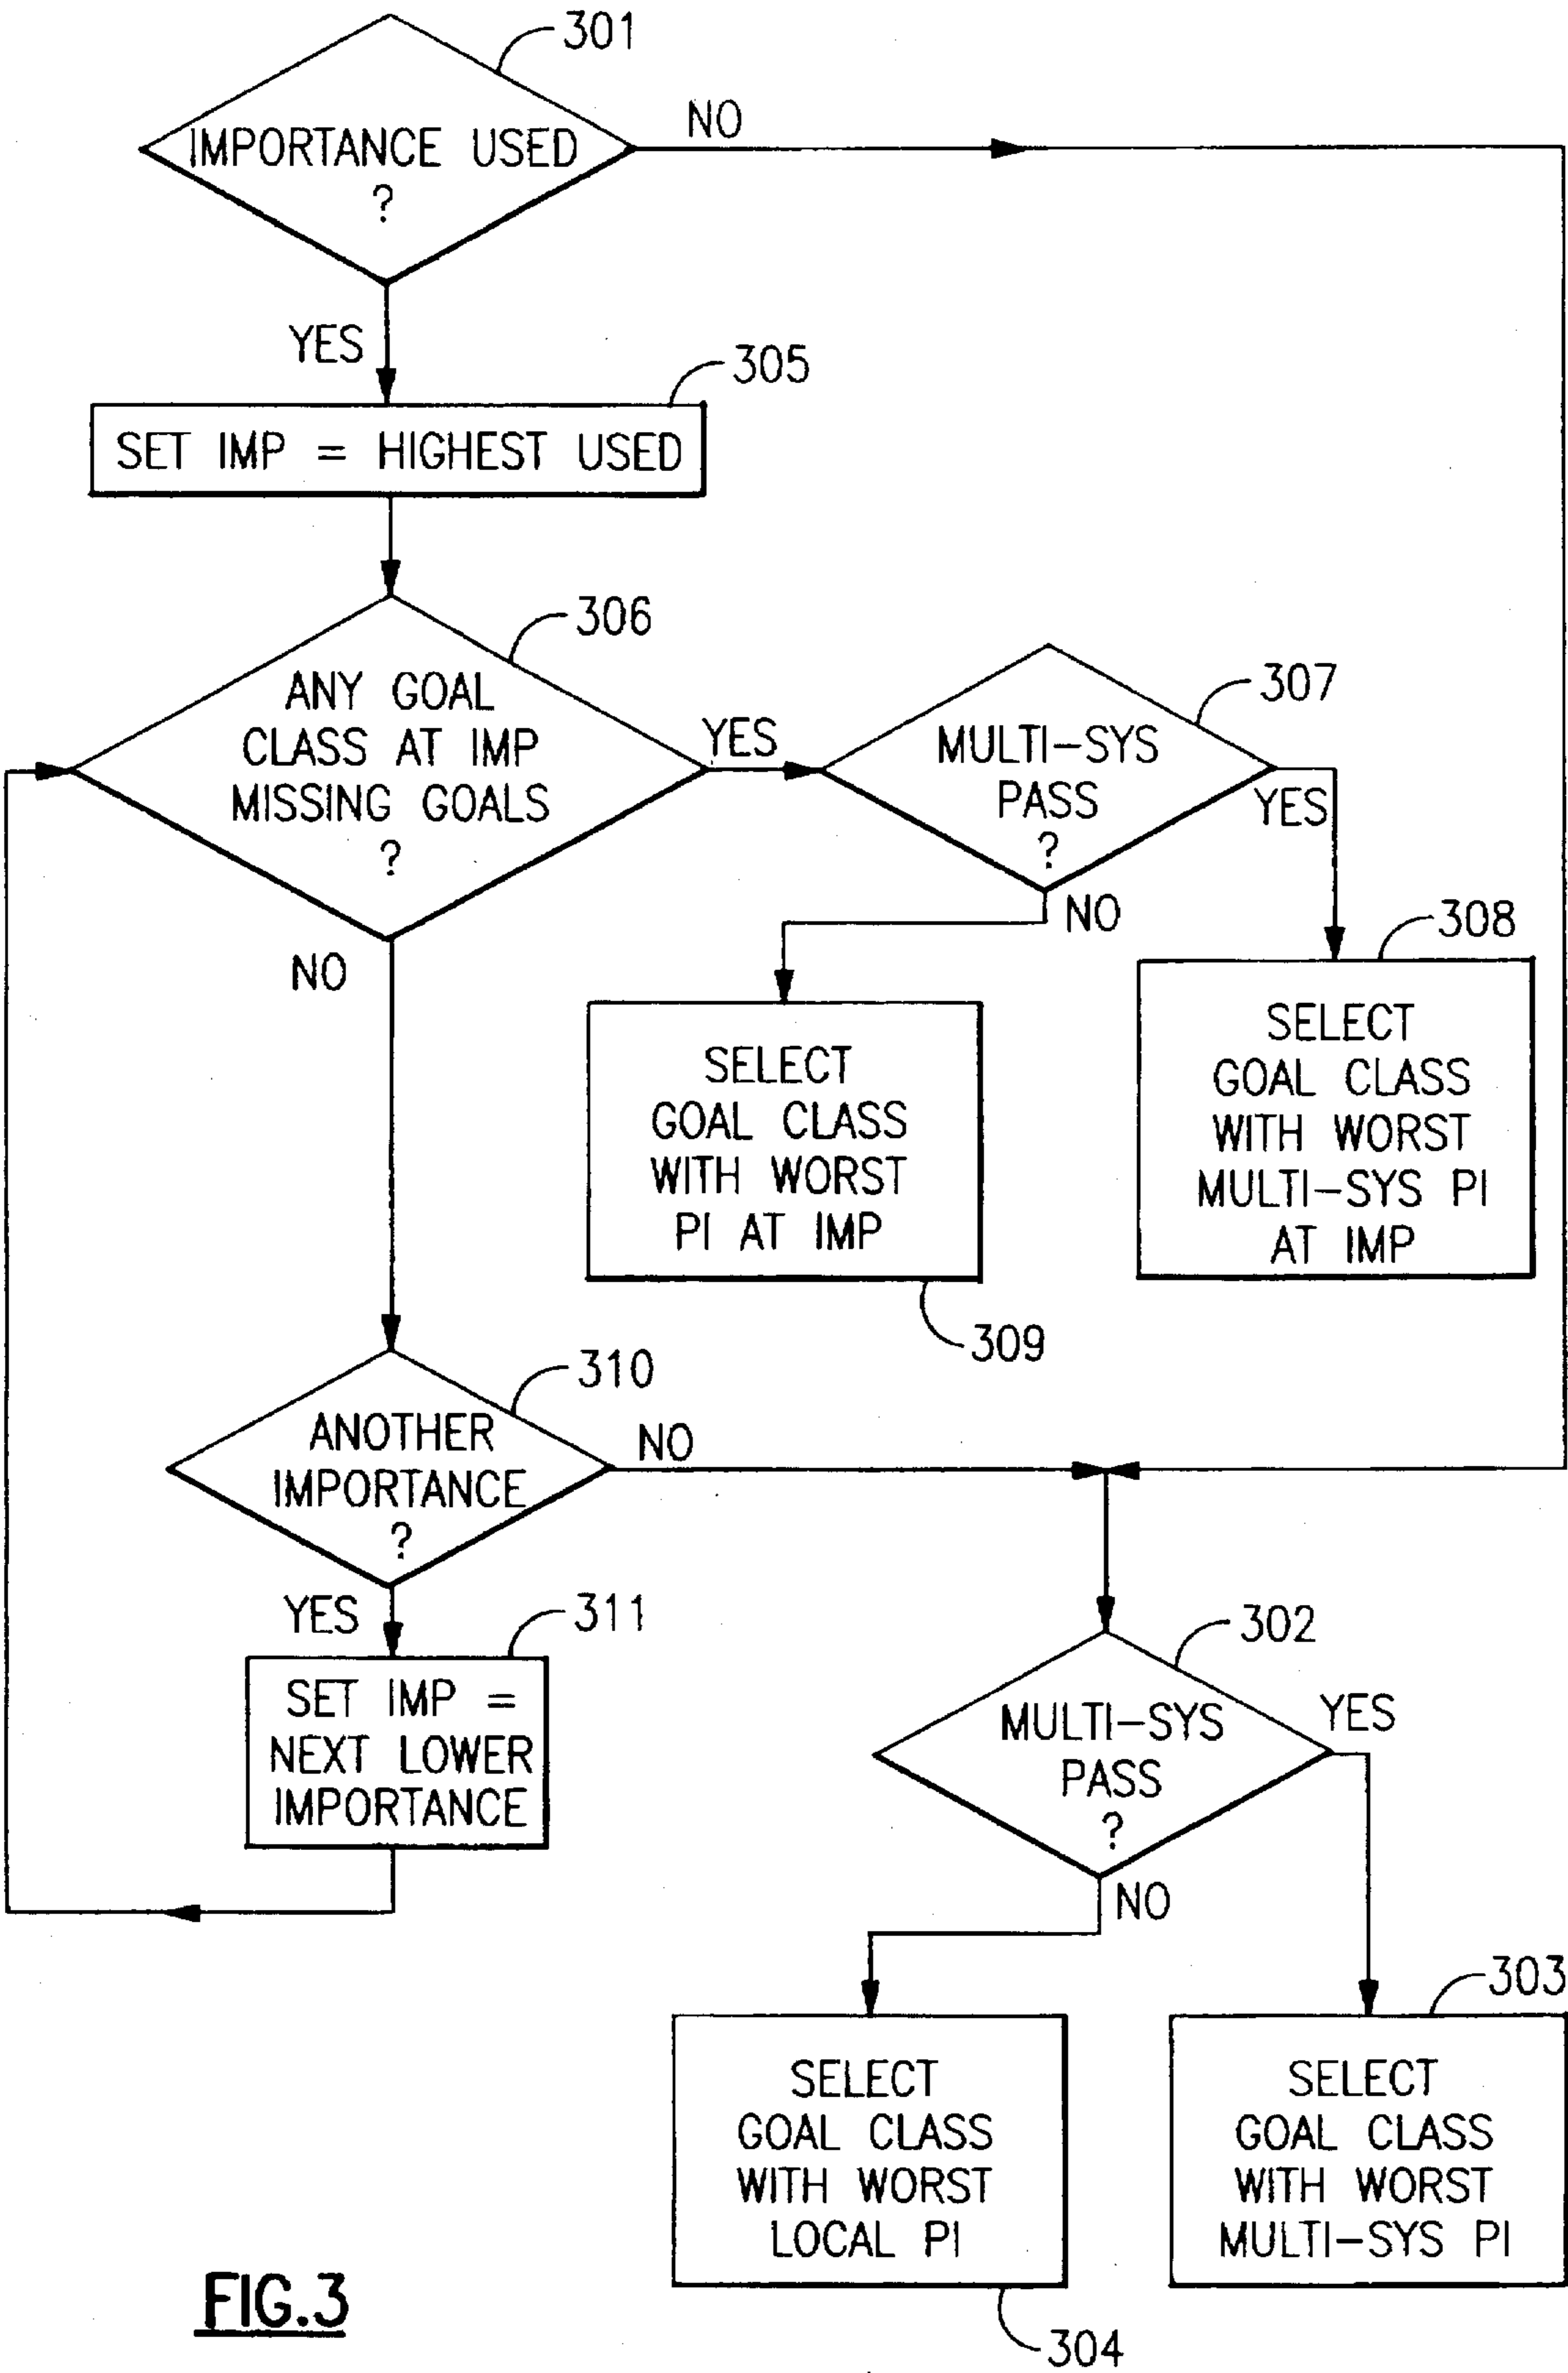 301
IMPORTANCE USED
?
NO
YES
305
SET IMP = HIGHEST USED
306
ANY GOAL
CLASS AT IMP
MISSING GOALS
?
YES
NO
307
MULTI-SYS
PASS
?
YES
NO
308
SELECT
GOAL CLASS
WITH WORST
MULTI-SYS PI
AT IMP
SELECT
GOAL CLASS
WITH WORST
PI AT IMP
309
310
ANOTHER
IMPORTANCE
?
NO
YES
311
SET IMP =
NEXT LOWER
IMPORTANCE
302
MULTI-SYS
PASS
?
YES
NO
303
SELECT
GOAL CLASS
WITH WORST
LOCAL PI
304
SELECT
GOAL CLASS
WITH WORST
MULTI-SYS PI
FIG.3